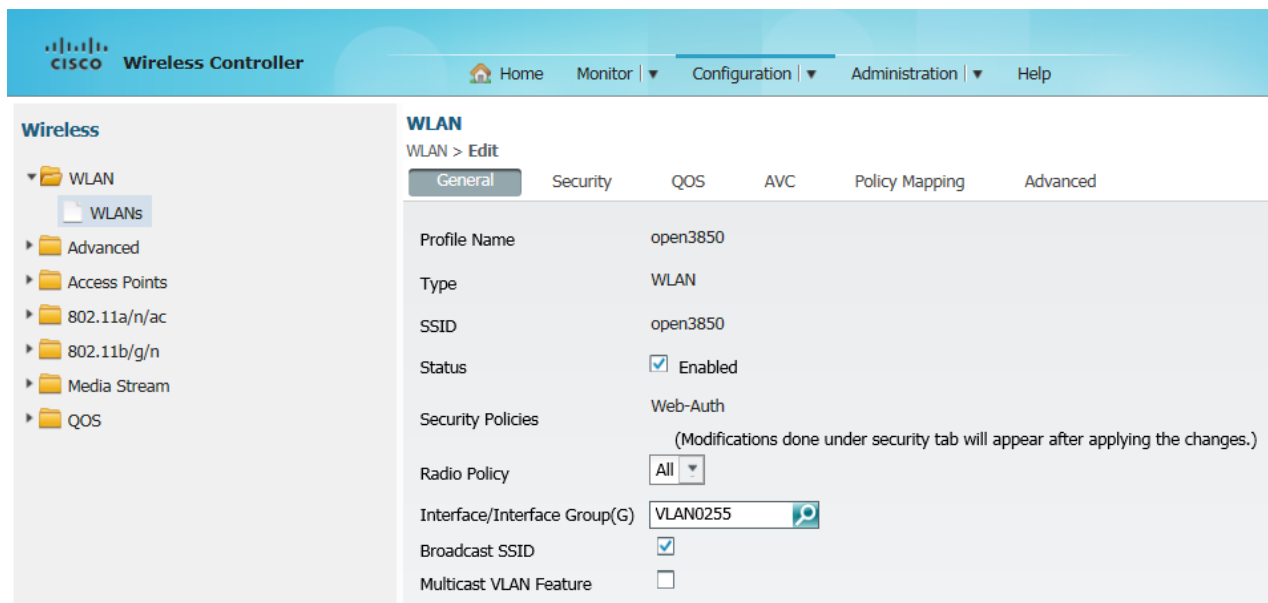 CISCO Wireless Controller
Home Monitor Configuration Administration Help
Wireless
WLAN
WLANs
Advanced
Access Points
802.11a/n/ac
802.11b/g/n
Media Stream
QOS
WLAN
WLAN > Edit
General Security QOS AVC Policy Mapping Advanced
Profile Name open3850
Type WLAN
SSID open3850
Status Enabled
Security Policies Web-Auth
(Modifications done under security tab will appear after applying the changes.)
Radio Policy All
Interface/Interface Group(G) VLAN0255
Broadcast SSID
Multicast VLAN Feature